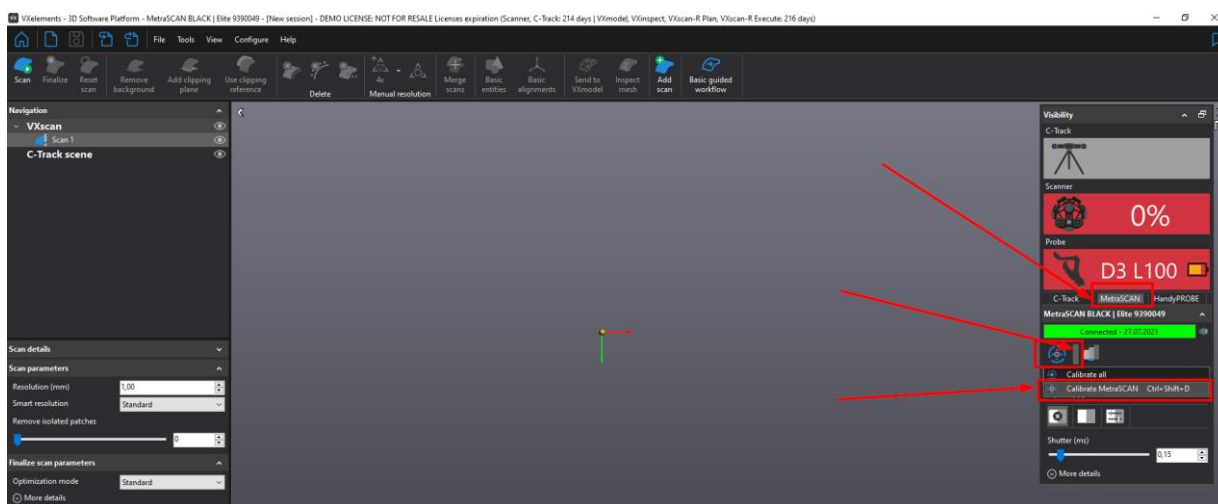 VXelements - 3D Software Platform - MetraSCAN BLACK | Elite 9390049 - [New session] - DEMO LICENSE: NOT FOR RESALE Licenses expiration (Scanner, C-Track: 214 days | VXmodel, VXinspect, VXscan-R Plan, VXscan-R Execute: 216 days)
File Tools View Configure Help
Scan Finalize Reset scan Remove background Add clipping plane Use clipping reference Delete 4x Manual resolution Merge scans Basic entities Basic alignments Send to VXmodel Inspect mesh Add scan Basic guided workflow
Navigation
VXscan
Scan 1
C-Track scene
Scan details
Scan parameters
Resolution (mm) 1,00
Smart resolution Standard
Remove isolated patches
0
Finalize scan parameters
Optimization mode Standard
More details
Visibility
C-Track
Scanner
0%
Probe
D3 L100
C-Track MetraSCAN HandyPROBE
MetraSCAN BLACK | Elite 9390049
Connected - 27.07.2021
Calibrate all
Calibrate MetraSCAN Ctrl+Shift+D
Shutter (ms)
0,15
More details